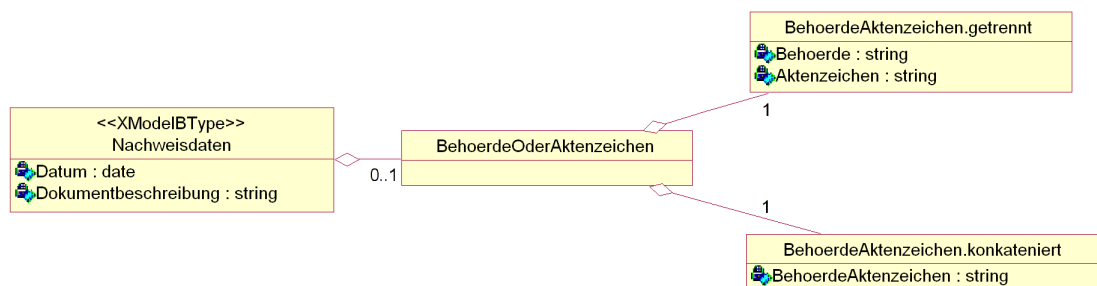 BehoerdeAktenzeichen.getrennt
Behoerde : string
Aktenzeichen : string
1
<<XModelBType>>
Nachweisdaten
Datum : date
Dokumentbeschreibung : string
0..1
BehoerdeOderAktenzeichen
1
BehoerdeAktenzeichen.konkateniert
BehoerdeAktenzeichen : string